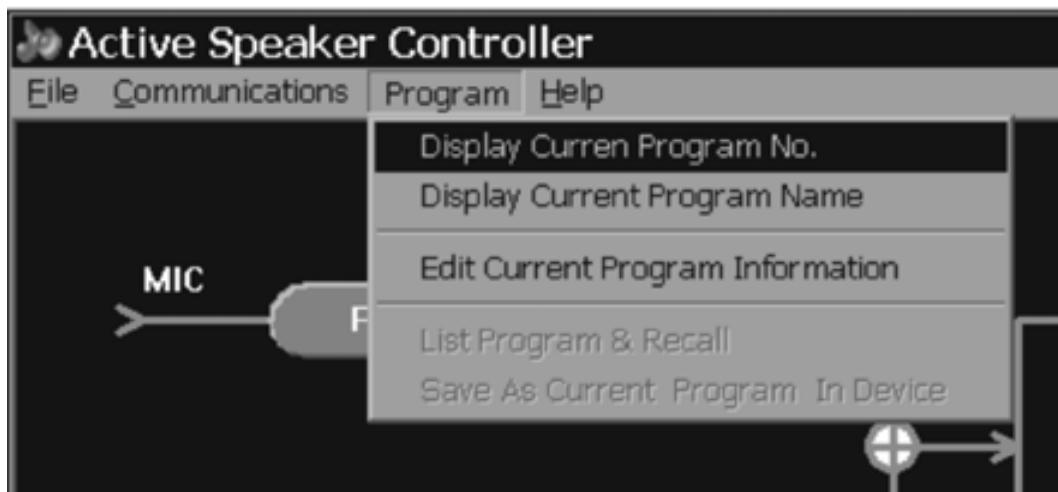 Active Speaker Controller
File Communications Program Help
Display Curren Program No.
Display Current Program Name
Edit Current Program Information
MIC
List Program & Recall
Save As Current Program In Device